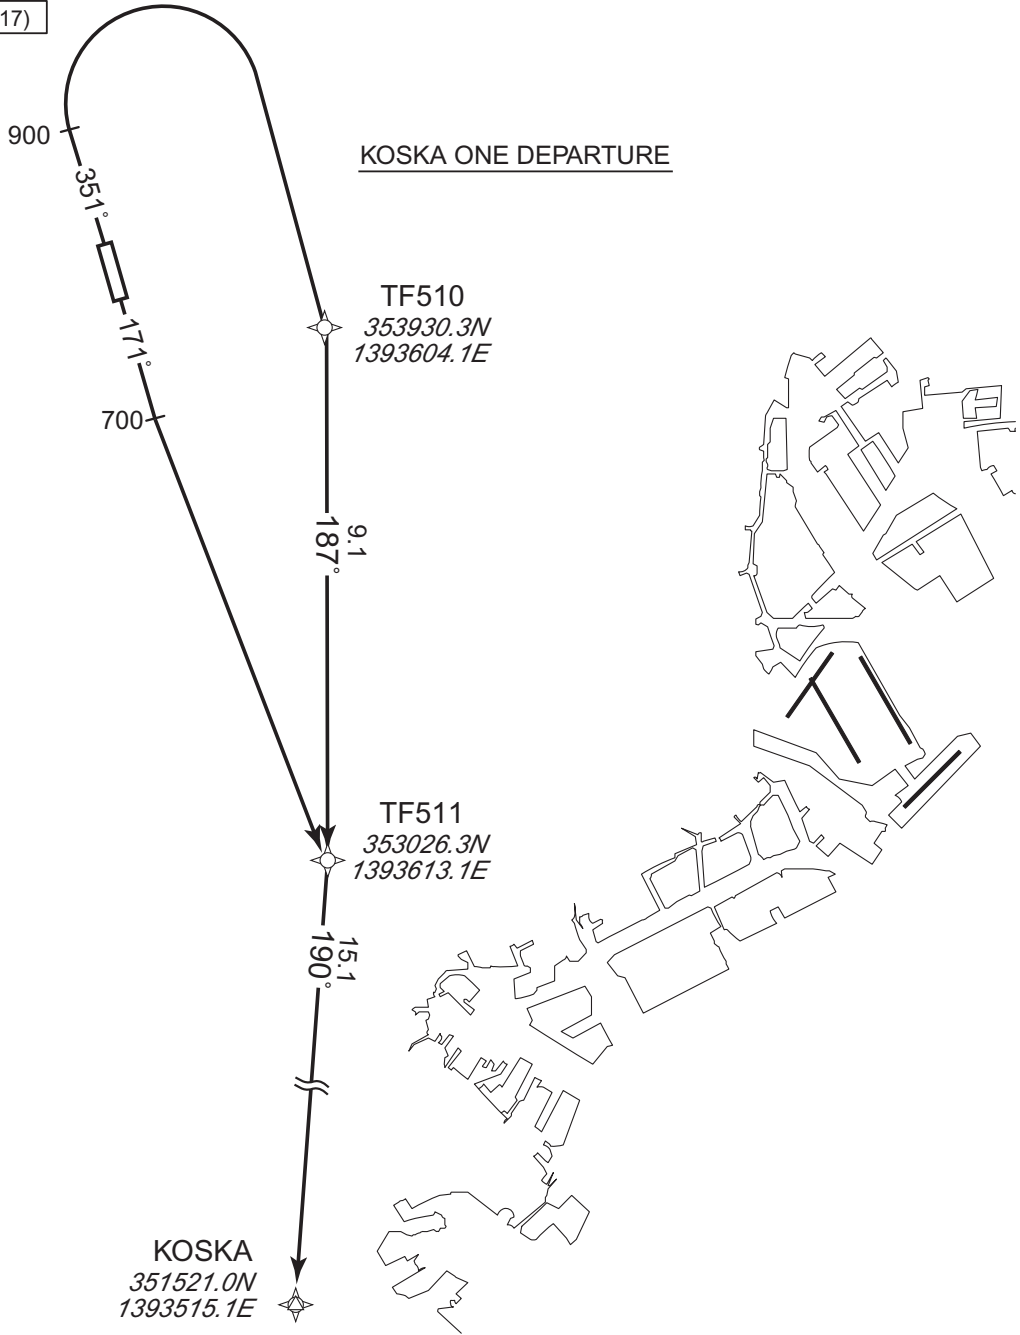 17)
900
KOSKA ONE DEPARTURE
351°
TF510
353930.3N
1393604.1E
171°
700
9.1
187°
TF511
353026.3N
1393613.1E
15.1
190°
KOSKA
351521.0N
1393515.1E